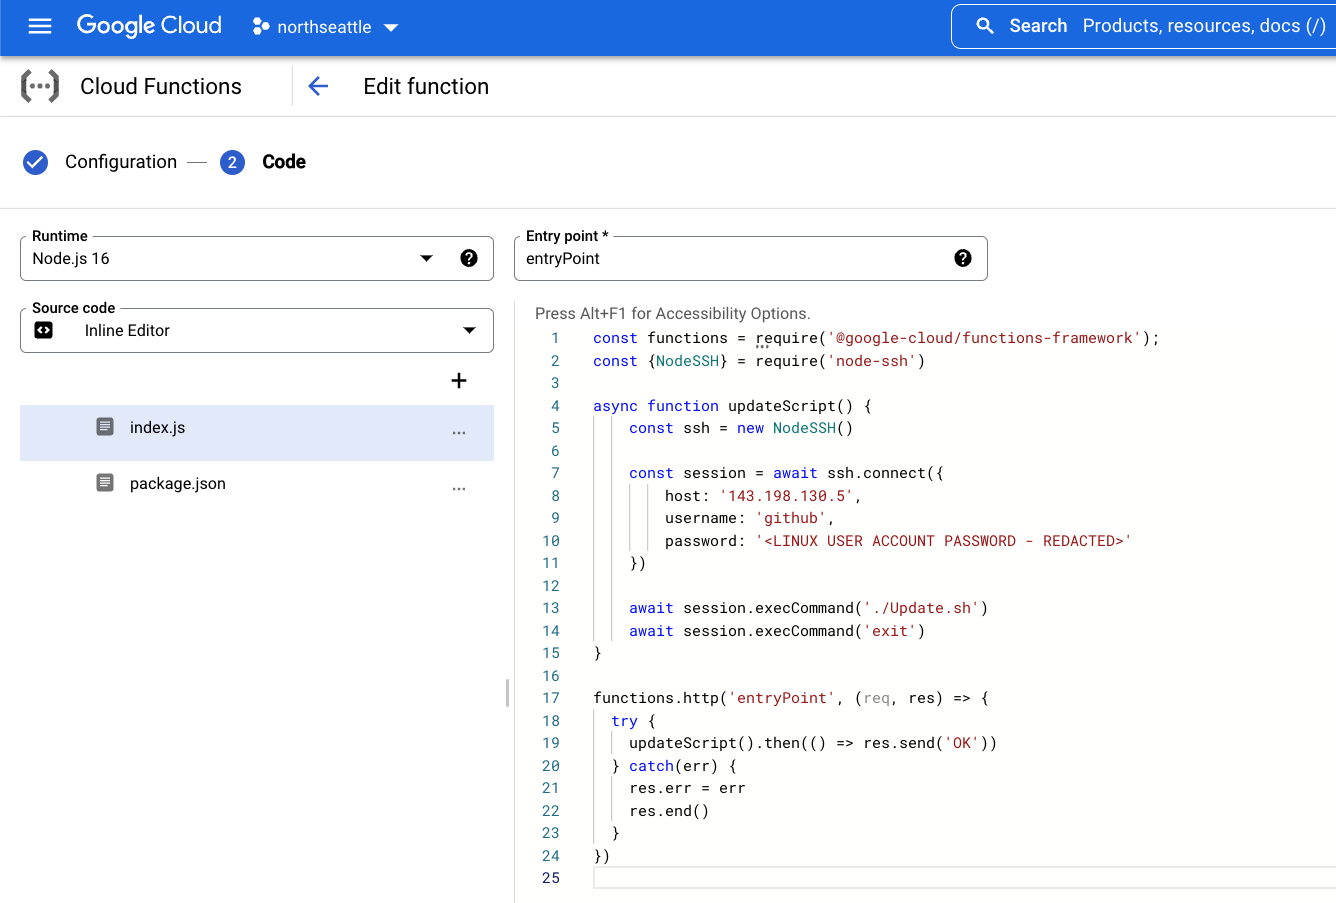 Google Cloud
northseattle
Search Products, resources, docs (/)
Cloud Functions
Edit function
Configuration
2
Code
Runtime
Node.js 16
Entry point *
entryPoint
Source code
Inline Editor
+
index.js
...
package.json
...
Press Alt+F1 for Accessibility Options.
1 const functions = require('@google-cloud/functions-framework');
2 const {NodeSSH} = require('node-ssh')
3
4 async function updateScript() {
5 const ssh = new NodeSSH()
6
7 const session = await ssh.connect({
8 host: '143.198.130.5',
9 username: 'github',
10 password: '<LINUX USER ACCOUNT PASSWORD - REDACTED>'
11 })
12
13 await session.execCommand('./Update.sh')
14 await session.execCommand('exit')
15 }
16
17 functions.http('entryPoint', (req, res) => {
18 try {
19 updateScript().then(() => res.send('OK'))
20 } catch(err) {
21 res.err = err
22 res.end()
23 }
24 })
25